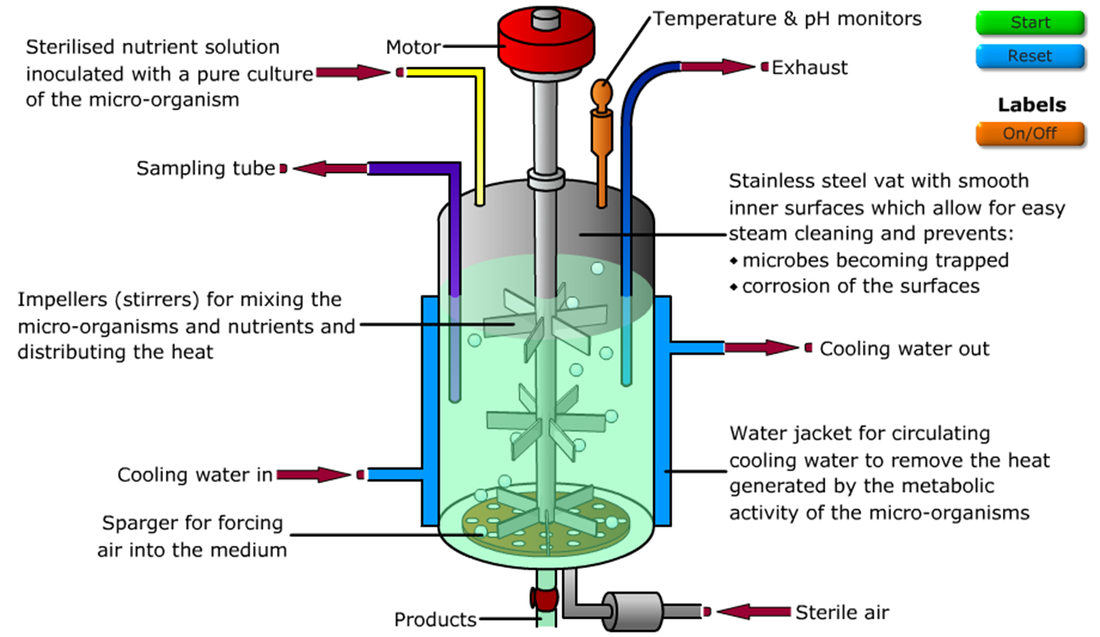 Temperature & pH monitors
Start
Sterilised nutrient solution
inoculated with a pure culture
of the micro-organism
Motor
Exhaust
Reset
Labels
On/Off
Sampling tube
Stainless steel vat with smooth
inner surfaces which allow for easy
steam cleaning and prevents:
◆ microbes becoming trapped
◆ corrosion of the surfaces
Impellers (stirrers) for mixing the
micro-organisms and nutrients and
distributing the heat
Cooling water out
Water jacket for circulating
cooling water to remove the heat
generated by the metabolic
activity of the micro-organisms
Cooling water in
Sparger for forcing
air into the medium
Products
Sterile air